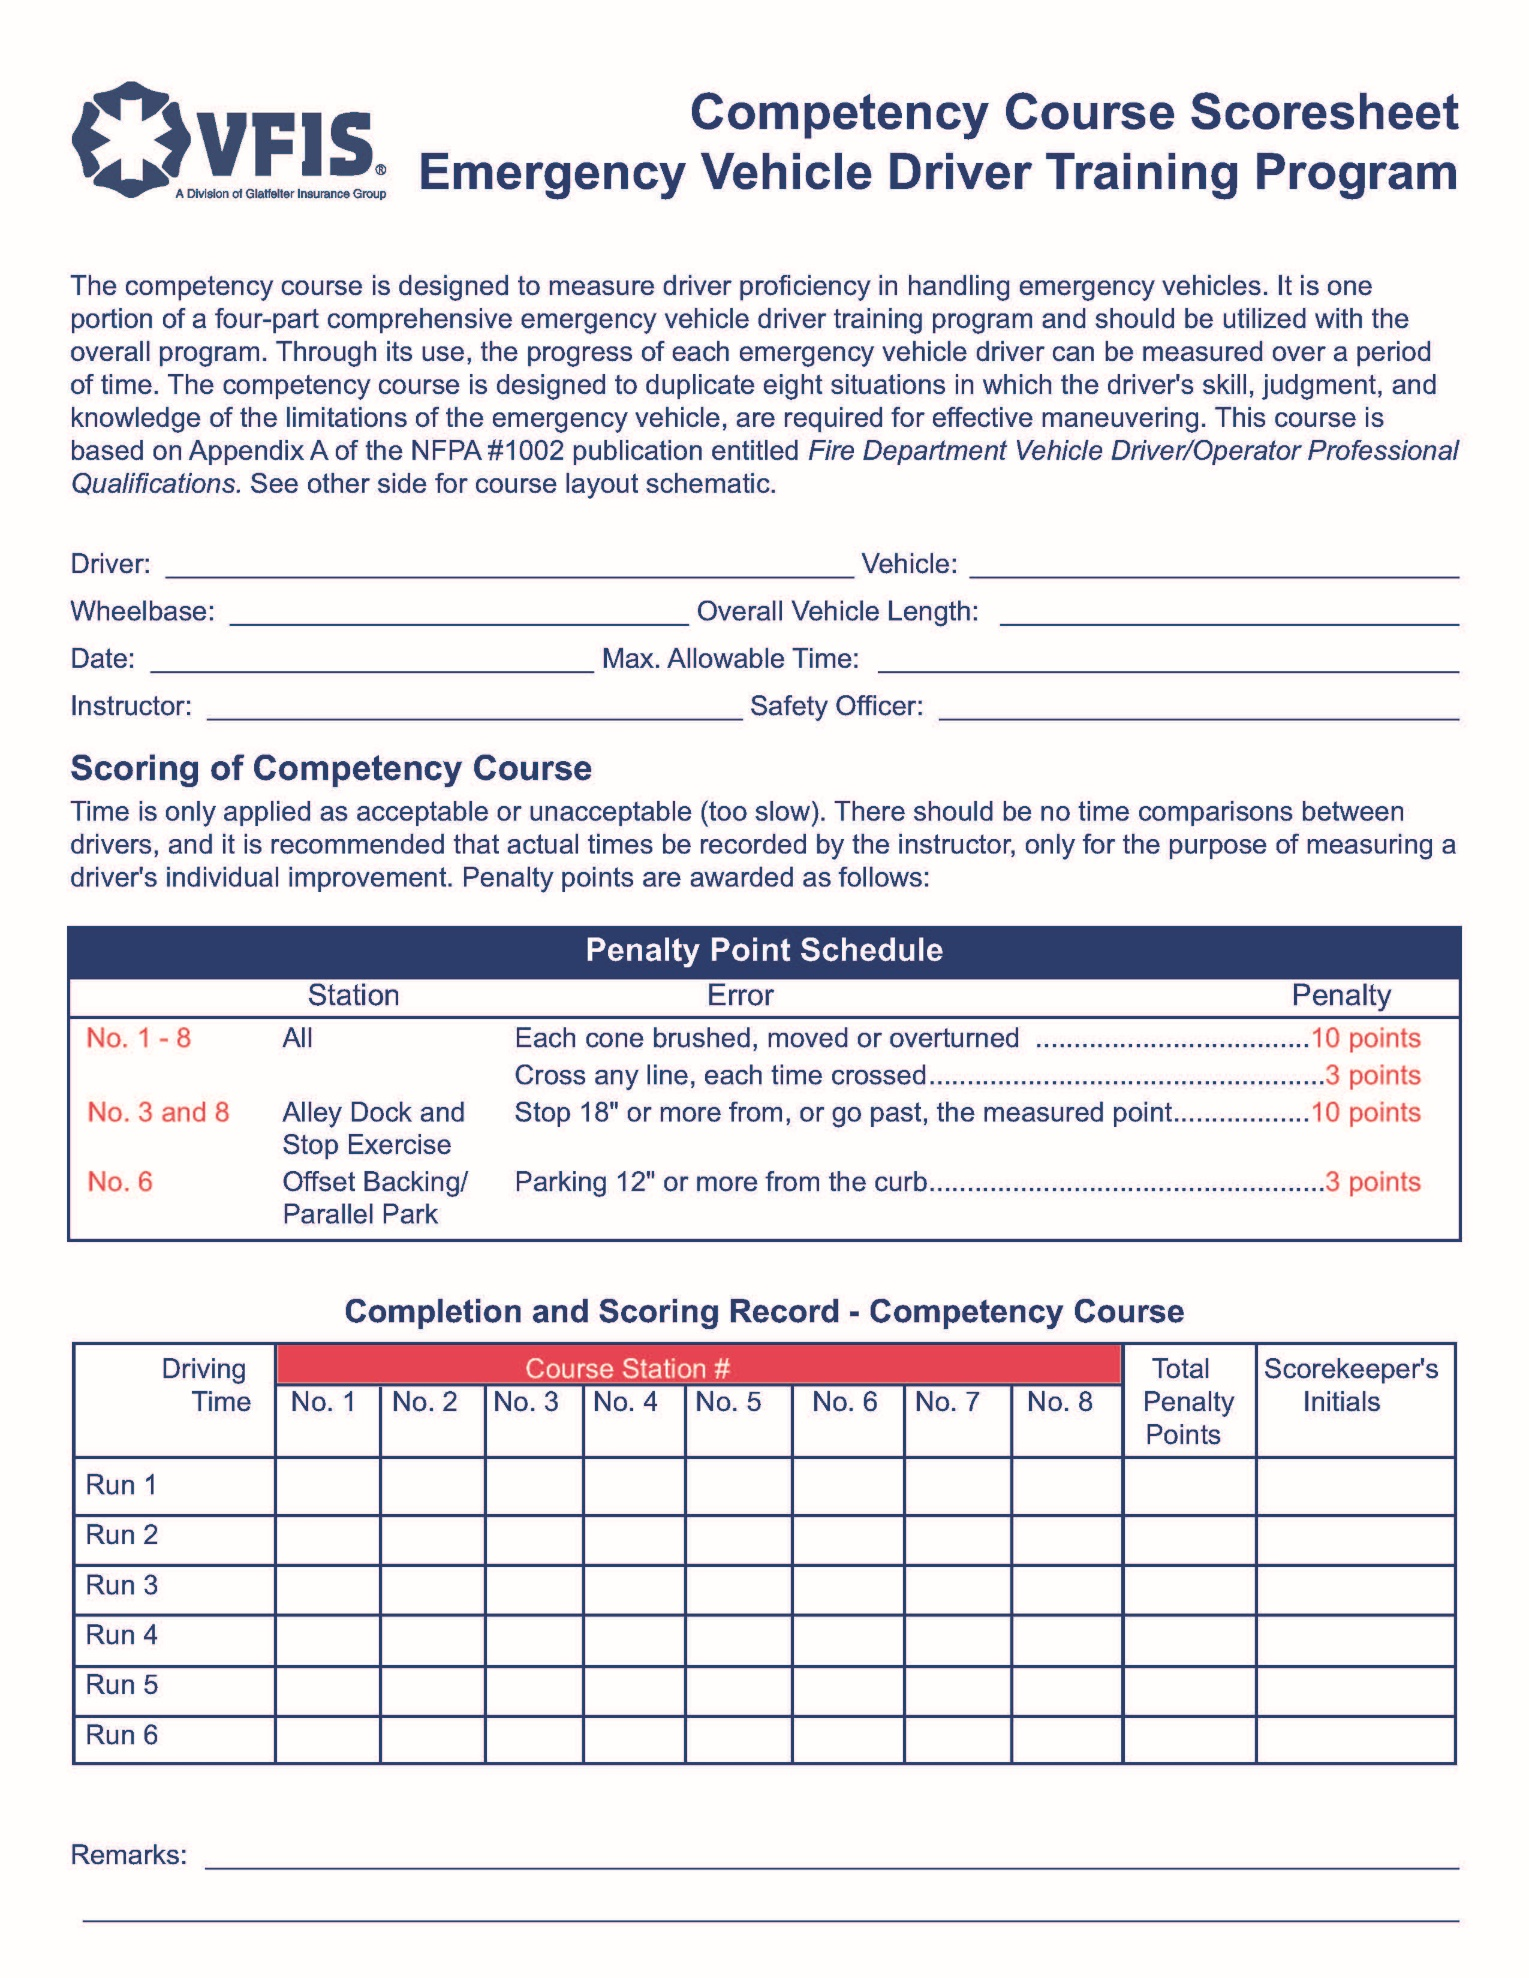 VFIS®
A Division of Glatfelter Insurance Group
Competency Course Scoresheet
Emergency Vehicle Driver Training Program
The competency course is designed to measure driver proficiency in handling emergency vehicles. It is one
portion of a four-part comprehensive emergency vehicle driver training program and should be utilized with the
overall program. Through its use, the progress of each emergency vehicle driver can be measured over a period
of time. The competency course is designed to duplicate eight situations in which the driver's skill, judgment, and
knowledge of the limitations of the emergency vehicle, are required for effective maneuvering. This course is
based on Appendix A of the NFPA #1002 publication entitled Fire Department Vehicle Driver/Operator Professional
Qualifications. See other side for course layout schematic.
Driver: Vehicle:
Wheelbase: Overall Vehicle Length:
Date: Max. Allowable Time:
Instructor: Safety Officer:
Scoring of Competency Course
Time is only applied as acceptable or unacceptable (too slow). There should be no time comparisons between
drivers, and it is recommended that actual times be recorded by the instructor, only for the purpose of measuring a
driver's individual improvement. Penalty points are awarded as follows:
Penalty Point Schedule
Station Error Penalty
No. 1 - 8 All Each cone brushed, moved or overturned ....................................10 points
Cross any line, each time crossed....................................................3 points
No. 3 and 8 Alley Dock and Stop 18" or more from, or go past, the measured point..................10 points
Stop Exercise
No. 6 Offset Backing/ Parking 12" or more from the curb....................................................3 points
Parallel Park
Completion and Scoring Record - Competency Course
Driving Course Station # Total Scorekeeper's
Time No. 1 No. 2 No. 3 No. 4 No. 5 No. 6 No. 7 No. 8 Penalty Initials
Points
Run 1
Run 2
Run 3
Run 4
Run 5
Run 6
Remarks: